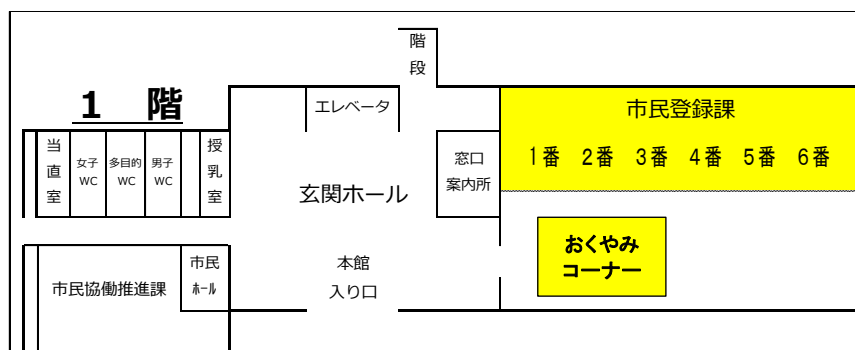 階段
1 階
エレベータ
市民登録課
1番 2番 3番 4番 5番 6番
当直室
女子
WC
多目的
WC
男子
WC
授乳室
玄関ホール
窓口
案内所
おくやみ
コーナー
市民協働推進課
市民
ﾎｰﾙ
本館
入り口